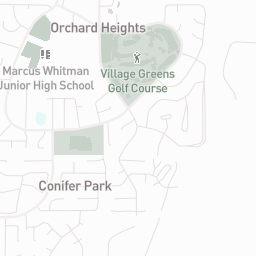 Orchard Heights
Marcus Whitman
Junior High School
Village Greens
Golf Course
Conifer Park